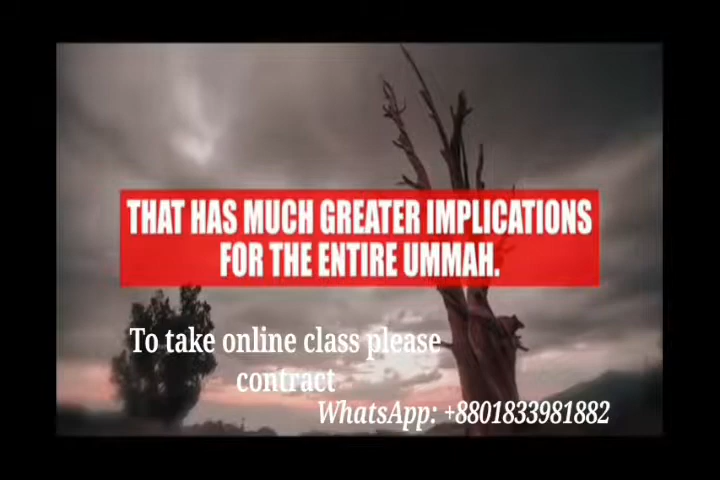 THAT HAS MUCH GREATER IMPLICATIONS
FOR THE ENTIRE UMMAH.
To take online class please
contract
WhatsApp: +8801833981882